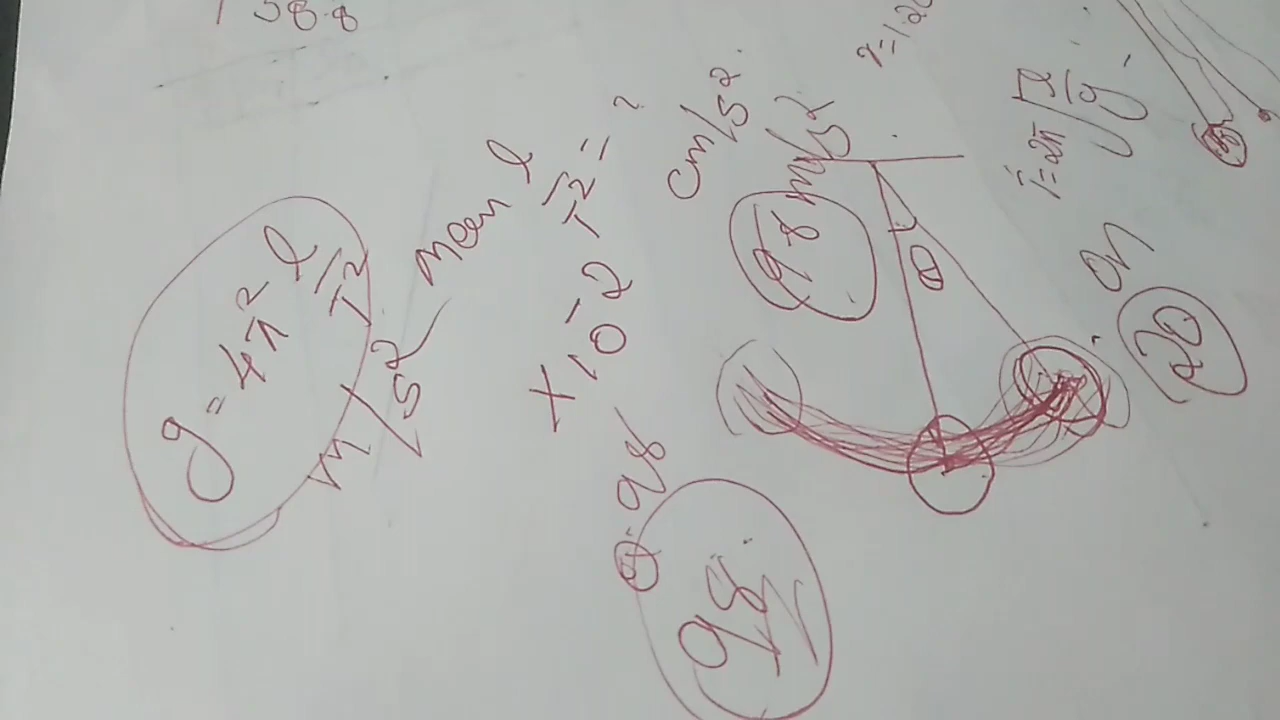 58.8
g = 4π² l/T²
m/s²
mean l/T² = ?
×10⁻²
cm/s²
9.8 m/s²
0.98
98
θ
T = 2π√l/g
20